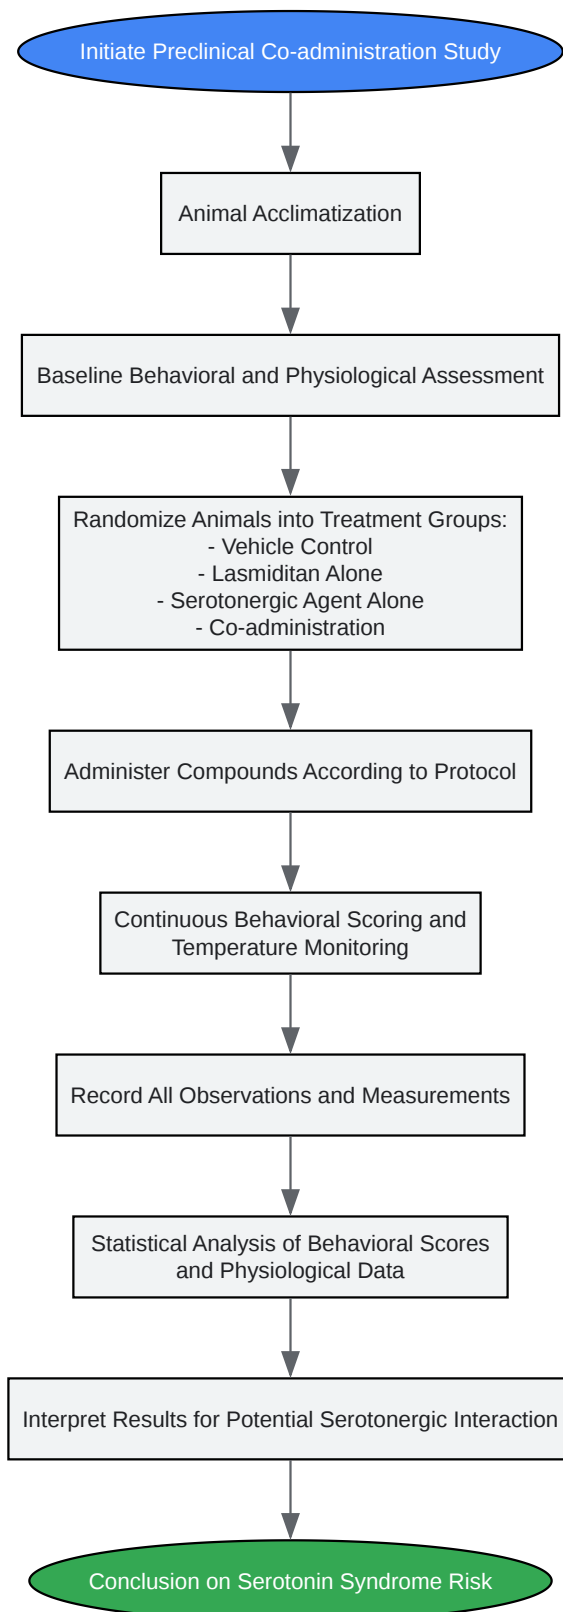 Initiate Preclinical Co-administration Study
Animal Acclimatization
Baseline Behavioral and Physiological Assessment
Randomize Animals into Treatment Groups:
- Vehicle Control
- Lasmiditan Alone
- Serotonergic Agent Alone
- Co-administration
Administer Compounds According to Protocol
Continuous Behavioral Scoring and
Temperature Monitoring
Record All Observations and Measurements
Statistical Analysis of Behavioral Scores
and Physiological Data
Interpret Results for Potential Serotonergic Interaction
Conclusion on Serotonin Syndrome Risk